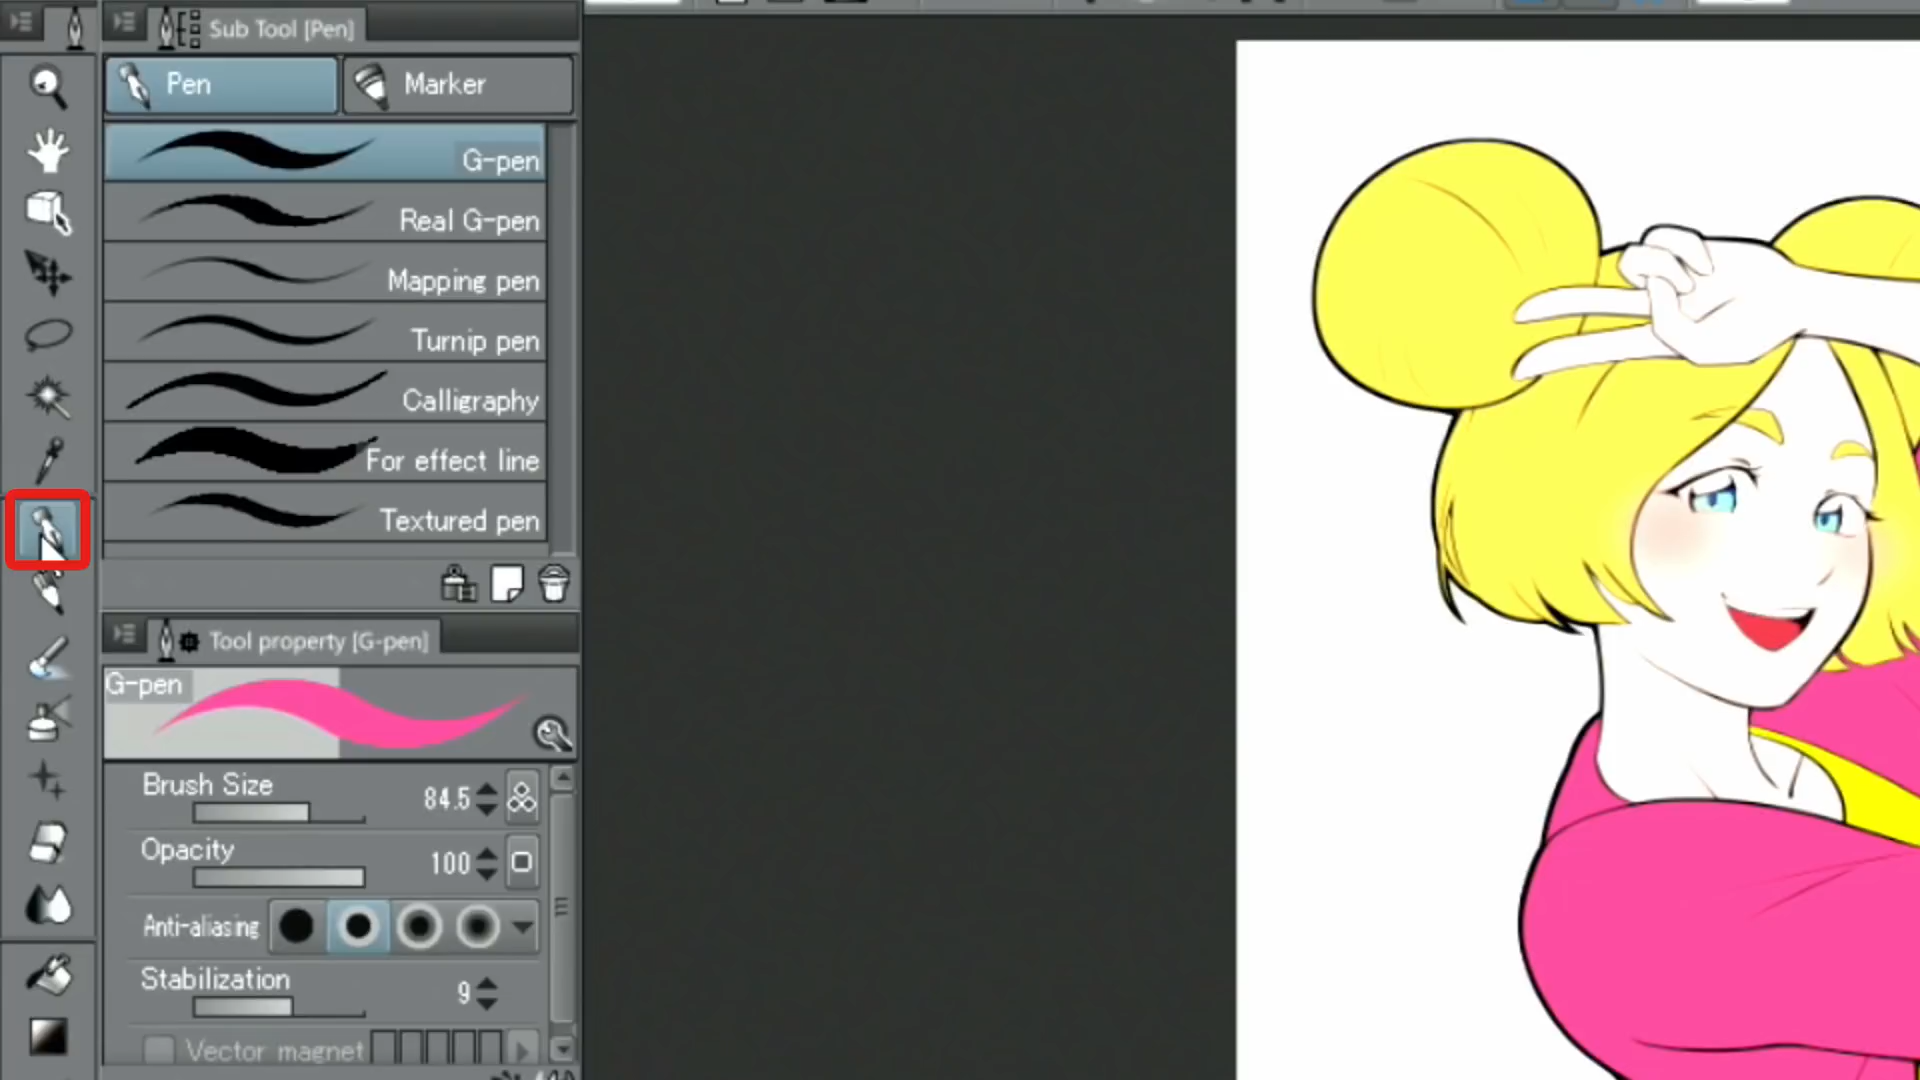 Sub Tool [Pen]
Pen
Marker
G-pen
Real G-pen
Mapping pen
Turnip pen
Calligraphy
For effect line
Textured pen
Tool property [G-pen]
G-pen
Brush Size
84.5
Opacity
100
Anti-aliasing
Stabilization
9
Vector magnet